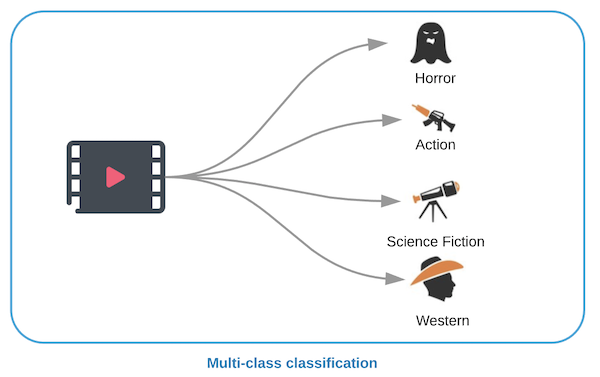 Horror
Action
Science Fiction
Western
Multi-class classification